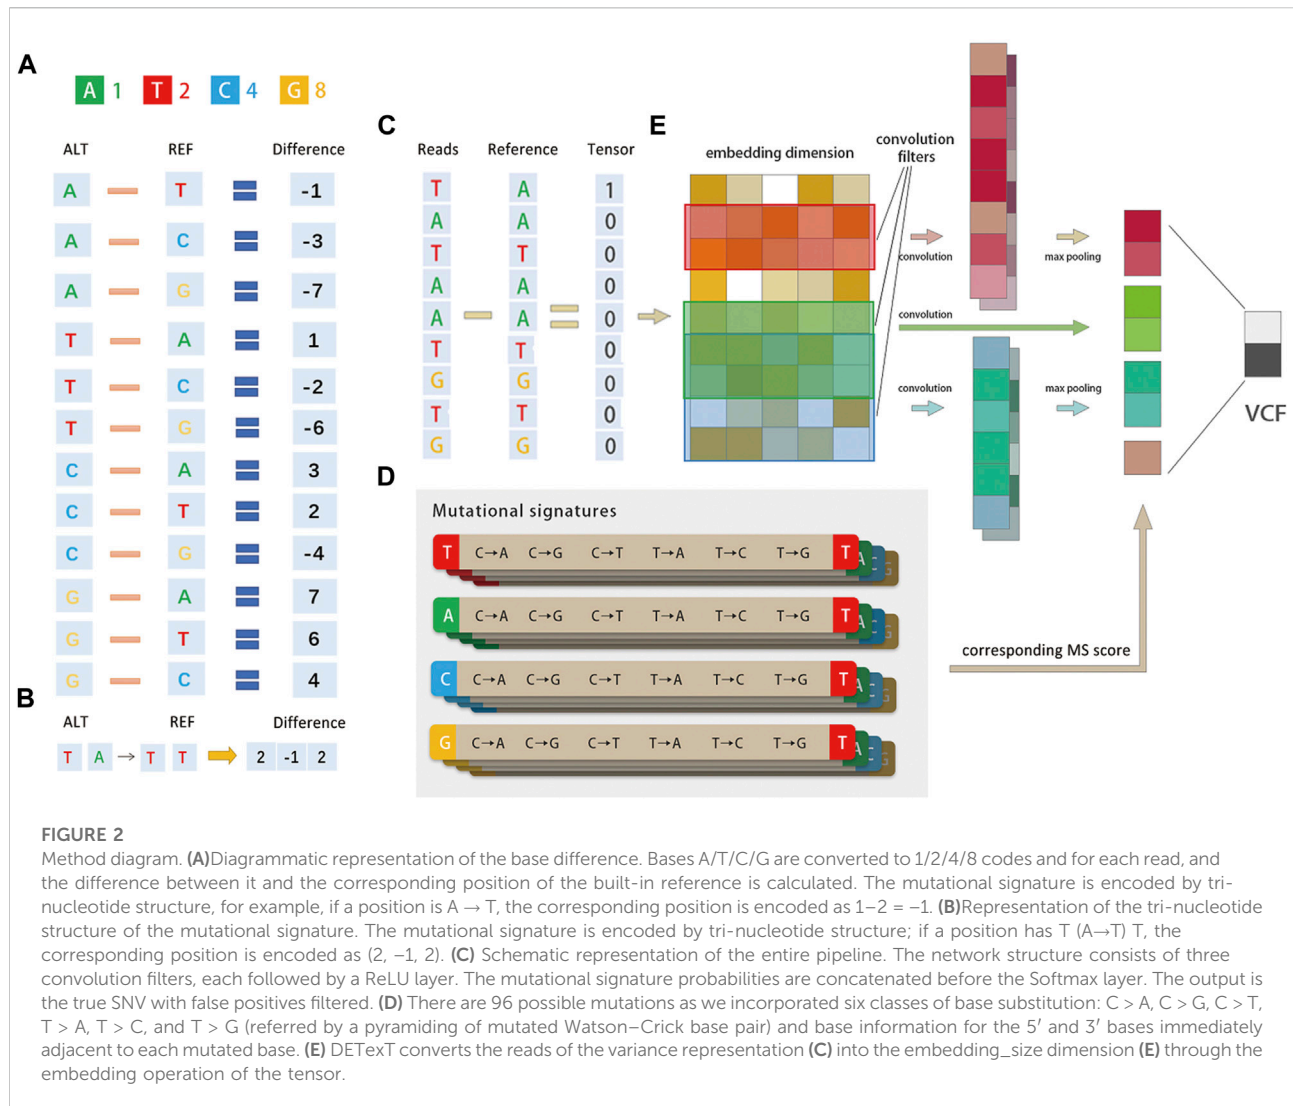 A
A 1 T 2 C 4 G 8
ALT REF Difference
A T -1
A C -3
A G -7
T A 1
T C -2
T G -6
C A 3
C T 2
C G -4
G A 7
G T 6
G C 4
B
ALT REF Difference
T A → T T 2 -1 2
C
Reads Reference Tensor
T A 1
A A 0
T T 0
A A 0
A A 0
T T 0
G G 0
T T 0
G G 0
E
embedding dimension
convolution
filters
convolution
max pooling
convolution
convolution
max pooling
VCF
D
Mutational signatures
T C→A C→G C→T T→A T→C T→G T A C G
A C→A C→G C→T T→A T→C T→G T A C G
C C→A C→G C→T T→A T→C T→G T A C G
G C→A C→G C→T T→A T→C T→G T A C G
corresponding MS score
FIGURE 2
Method diagram. (A)Diagrammatic representation of the base difference. Bases A/T/C/G are converted to 1/2/4/8 codes and for each read, and
the difference between it and the corresponding position of the built-in reference is calculated. The mutational signature is encoded by tri-
nucleotide structure, for example, if a position is A → T, the corresponding position is encoded as 1–2 = –1. (B)Representation of the tri-nucleotide
structure of the mutational signature. The mutational signature is encoded by tri-nucleotide structure; if a position has T (A→T) T, the
corresponding position is encoded as (2, –1, 2). (C) Schematic representation of the entire pipeline. The network structure consists of three
convolution filters, each followed by a ReLU layer. The mutational signature probabilities are concatenated before the Softmax layer. The output is
the true SNV with false positives filtered. (D) There are 96 possible mutations as we incorporated six classes of base substitution: C > A, C > G, C > T,
T > A, T > C, and T > G (referred by a pyramiding of mutated Watson–Crick base pair) and base information for the 5′ and 3′ bases immediately
adjacent to each mutated base. (E) DETexT converts the reads of the variance representation (C) into the embedding_size dimension (E) through the
embedding operation of the tensor.